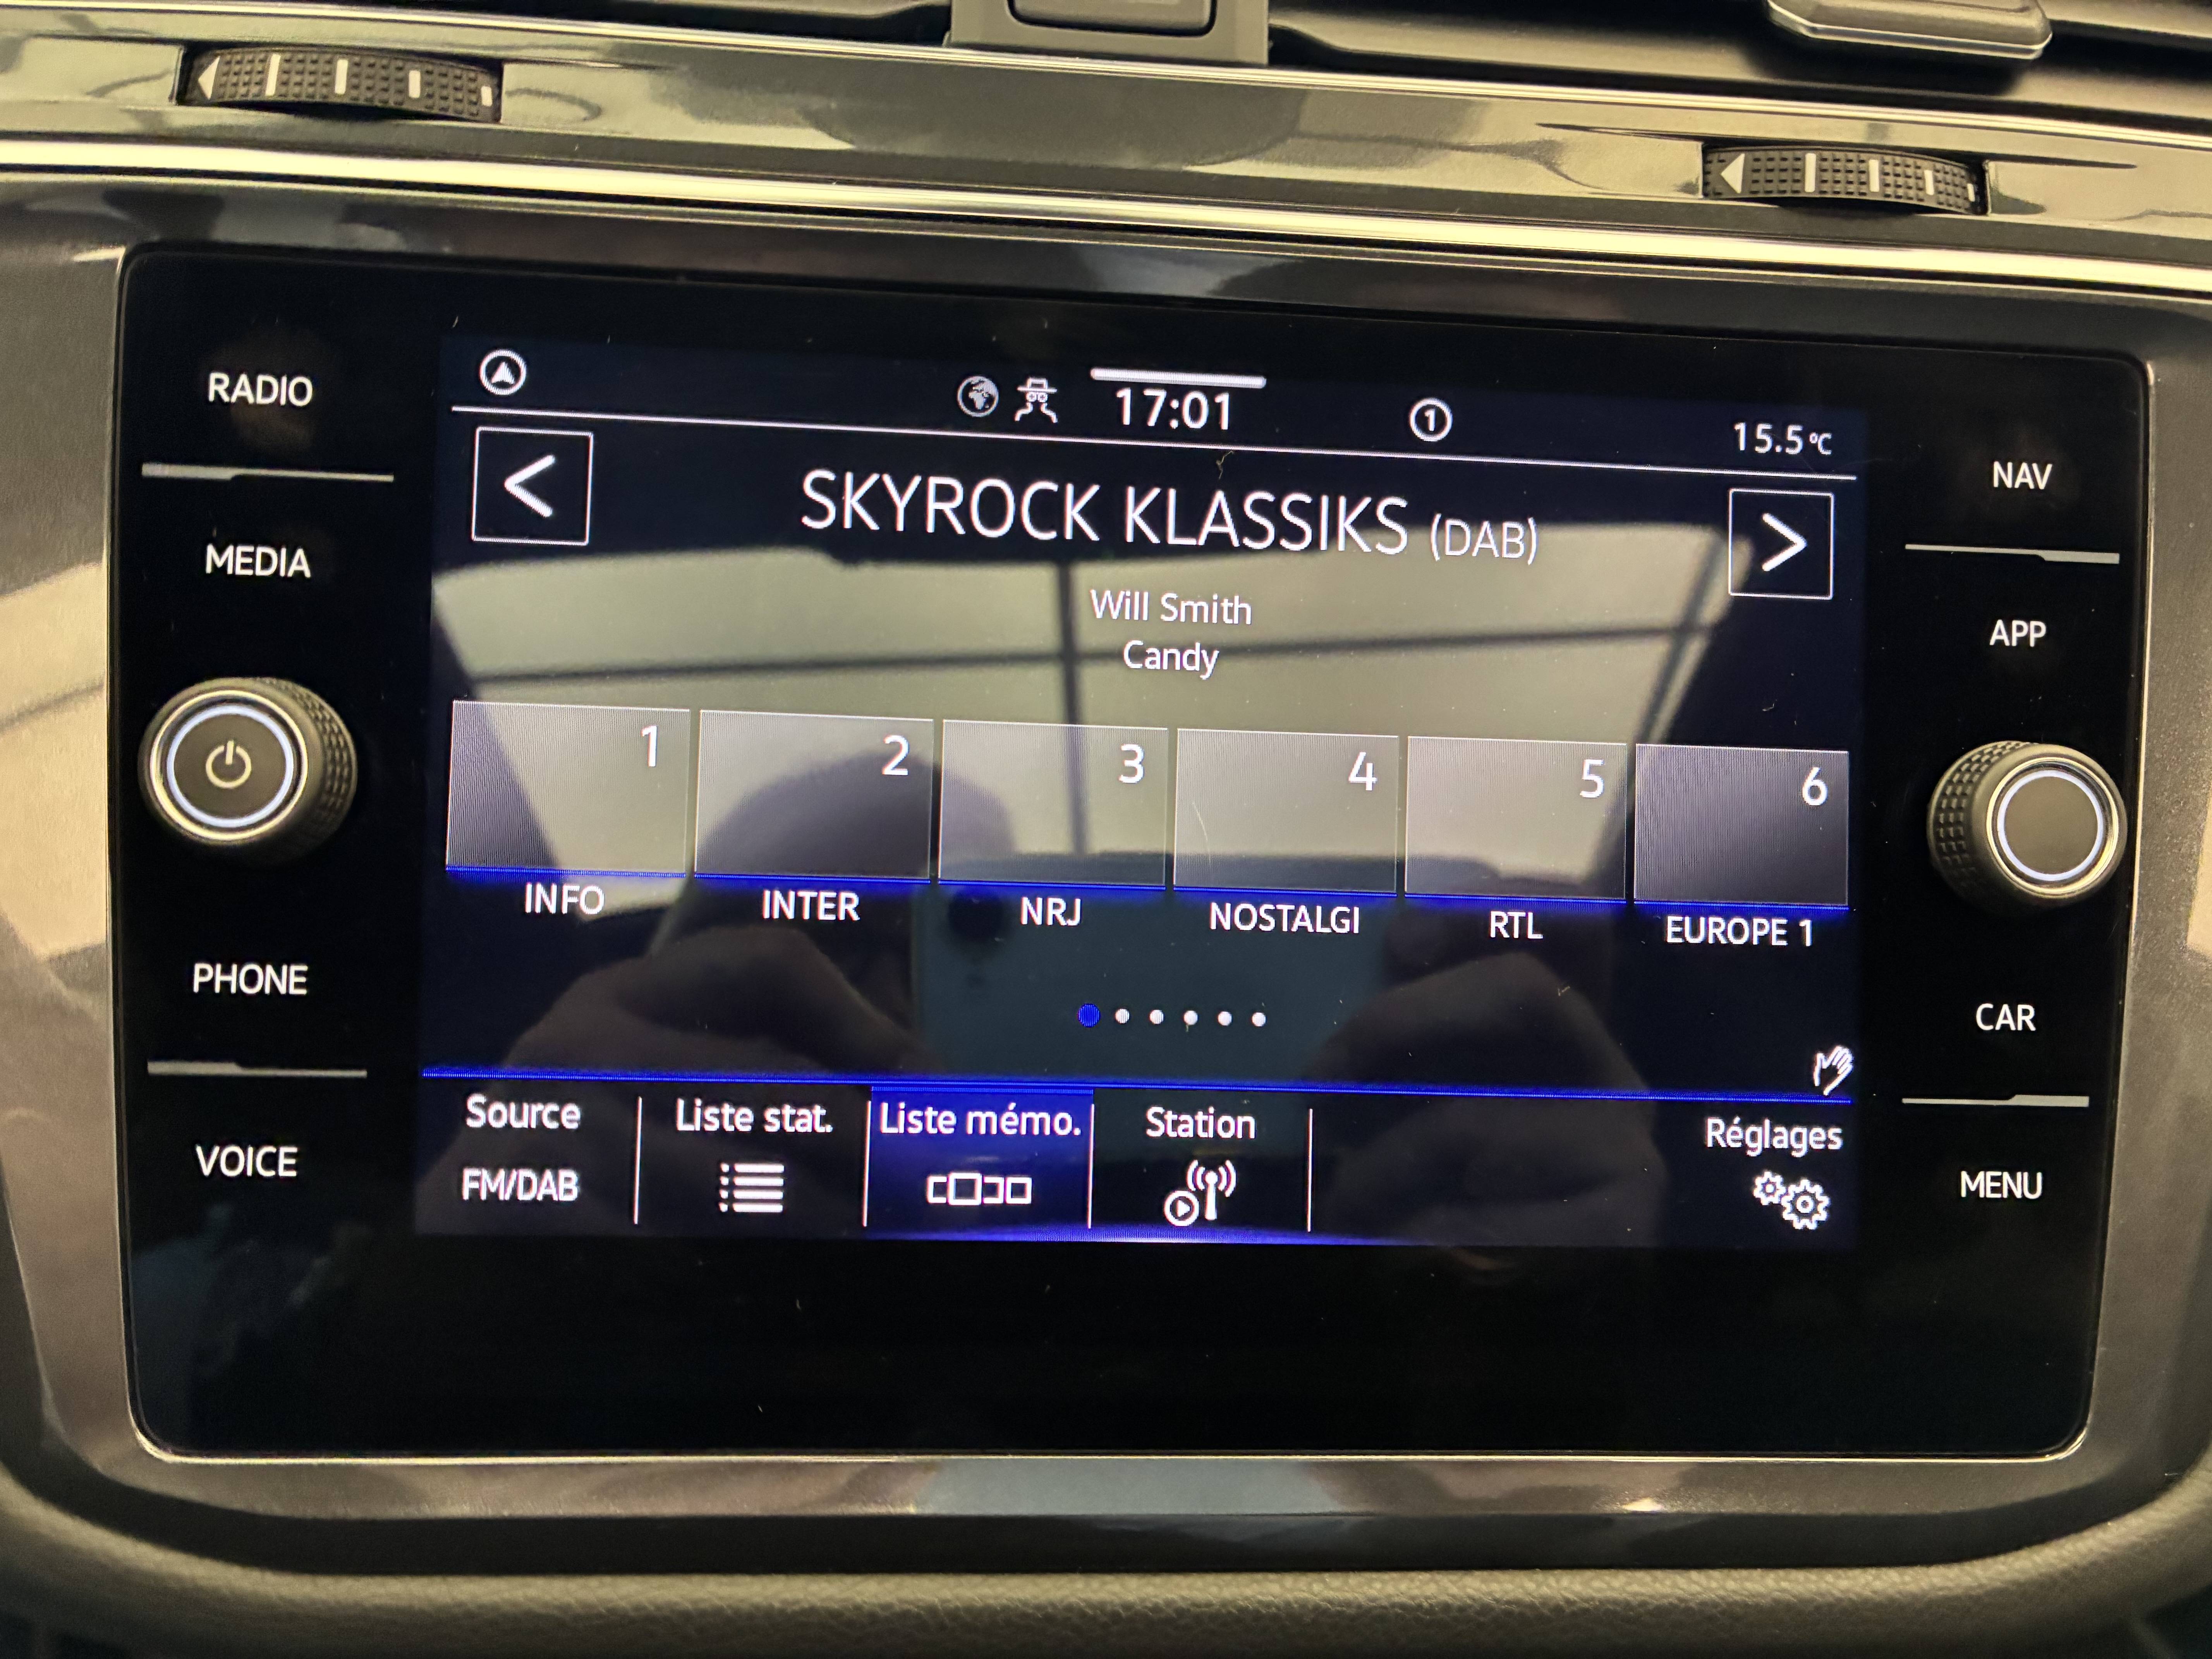 RADIO
MEDIA
PHONE
VOICE
17:01
1
15.5°C
<
SKYROCK KLASSIKS (DAB)
>
Will Smith
Candy
1
2
3
4
5
6
INFO
INTER
NRJ
NOSTALGI
RTL
EUROPE 1
Source
FM/DAB
Liste stat.
Liste mémo.
Station
Réglages
NAV
APP
CAR
MENU